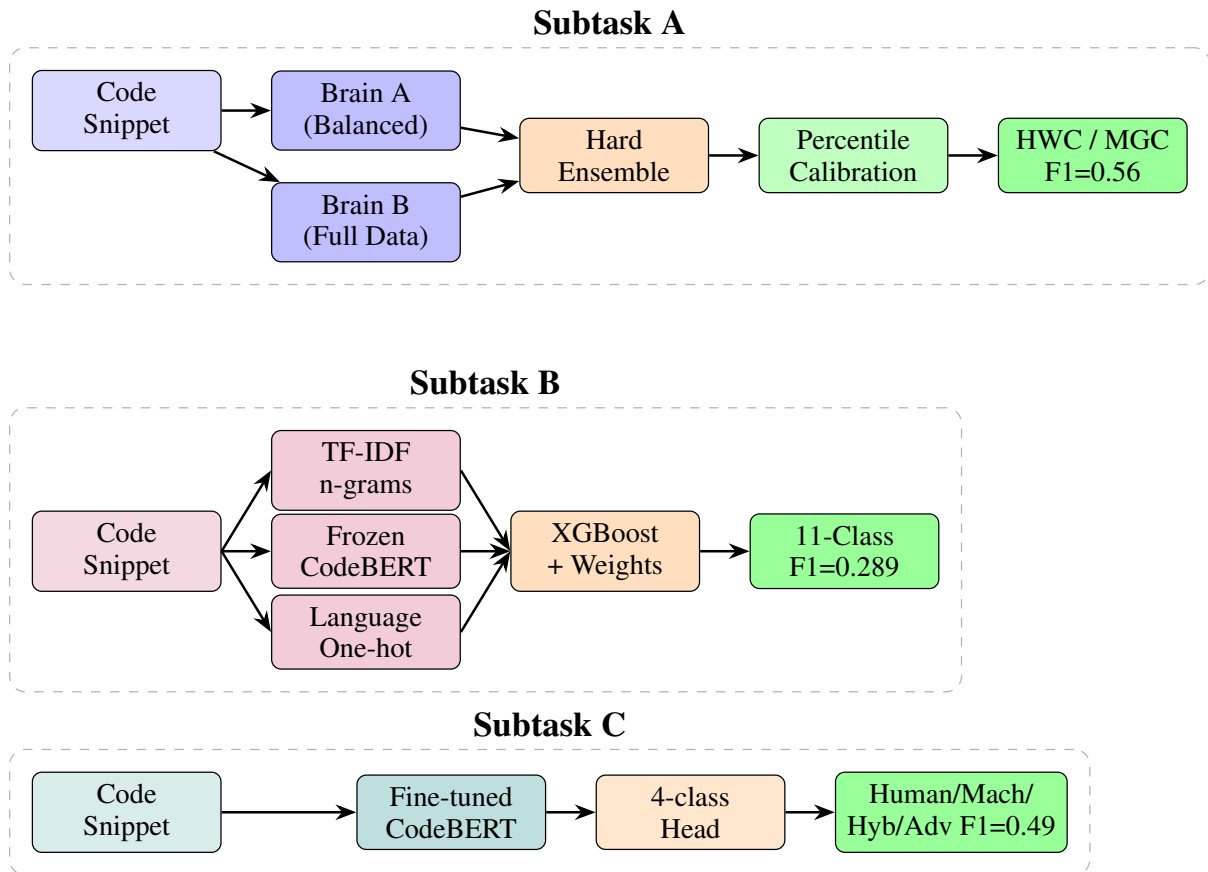 Subtask A
Code
Snippet
Brain A
(Balanced)
Brain B
(Full Data)
Hard
Ensemble
Percentile
Calibration
HWC / MGC
F1=0.56
Subtask B
Code
Snippet
TF-IDF
n-grams
Frozen
CodeBERT
Language
One-hot
XGBoost
+ Weights
11-Class
F1=0.289
Subtask C
Code
Snippet
Fine-tuned
CodeBERT
4-class
Head
Human/Mach/
Hyb/Adv F1=0.49